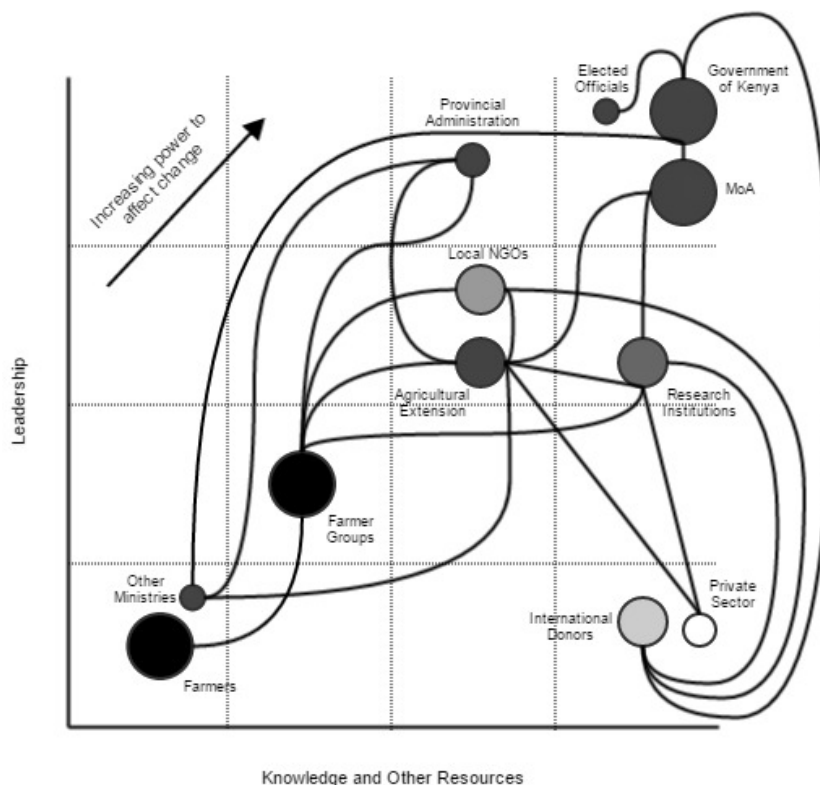 Elected
Officials
Government
of Kenya
Provincial
Administration
Increasing power to
affect change
MoA
Local NGOs
Agricultural
Extension
Research
Institutions
Leadership
Farmer
Groups
Other
Ministries
Private
Sector
International
Donors
Farmers
Knowledge and Other Resources